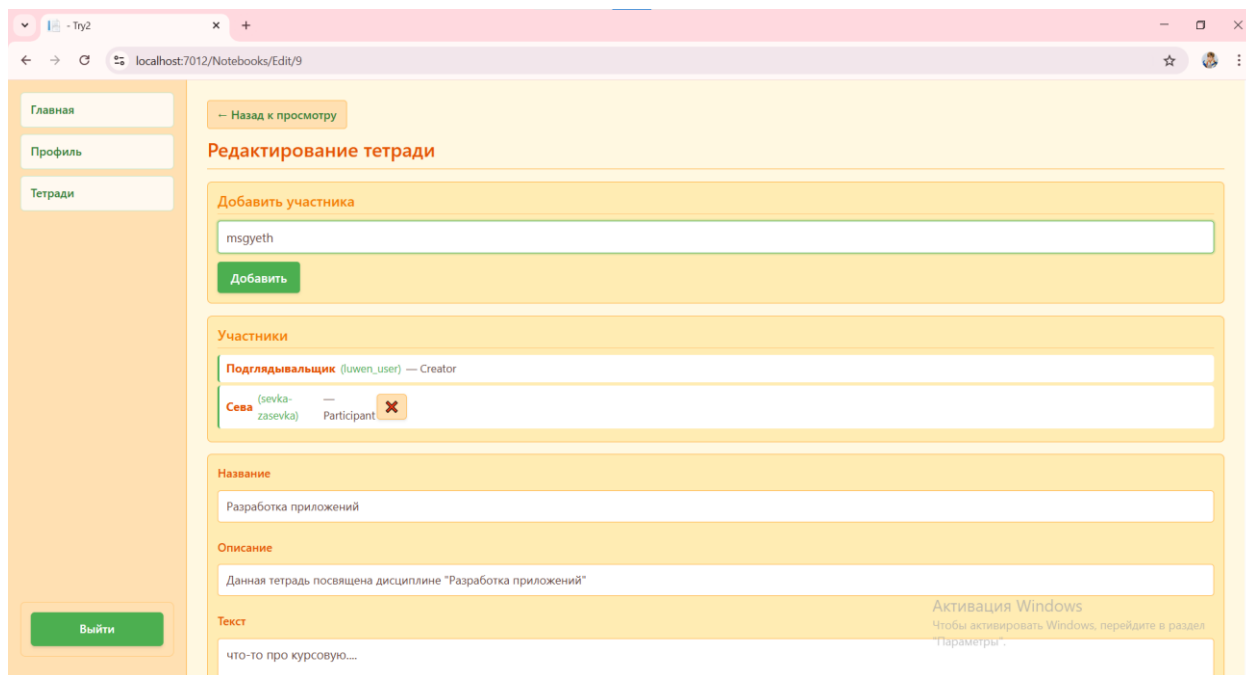 - Try2
localhost:7012/Notebooks/Edit/9
Главная
Профиль
Тетради
Выйти
← Назад к просмотру
Редактирование тетради
Добавить участника
msgyeth
Добавить
Участники
Подглядывальщик (luwen_user) — Creator
Сева (sevka-
zasevka) —
Participant
Название
Разработка приложений
Описание
Данная тетрадь посвящена дисциплине "Разработка приложений"
Текст
что-то про курсовую....
Активация Windows
Чтобы активировать Windows, перейдите в раздел
"Параметры".